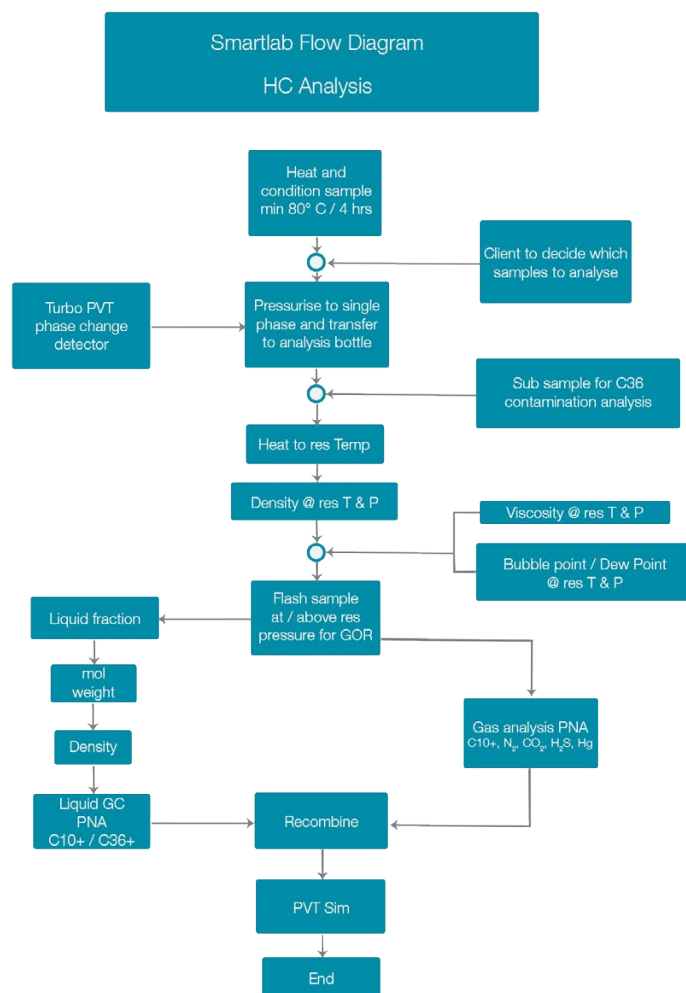 Smartlab Flow Diagram
HC Analysis
Heat and
condition sample
min 80º C / 4 hrs
Client to decide which
samples to analyse
Turbo PVT
phase change
detector
Pressurise to single
phase and transfer
to analysis bottle
Sub sample for C36
contamination analysis
Heat to res Temp
Density @ res T & P
Viscosity @ res T & P
Bubble point / Dew Point
@ res T & P
Flash sample
at / above res
pressure for GOR
Liquid fraction
mol
weight
Density
Gas analysis PNA
C10+, N₂, CO₂, H₂S, Hg
Liquid GC
PNA
C10+ / C36+
Recombine
PVT Sim
End